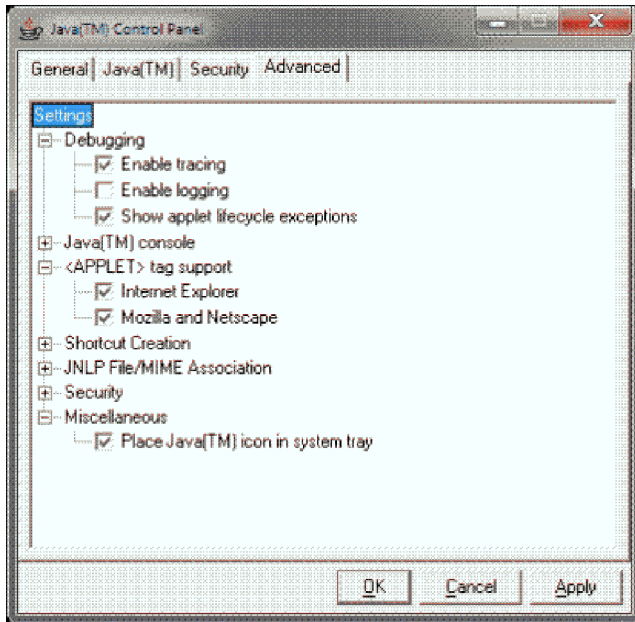 Java(TM) Control Panel
General Java(TM) Security Advanced
Settings
Debugging
Enable tracing
Enable logging
Show applet lifecycle exceptions
Java(TM) console
<APPLET> tag support
Internet Explorer
Mozilla and Netscape
Shortcut Creation
JNLP File/MIME Association
Security
Miscellaneous
Place Java(TM) icon in system tray
OK Cancel Apply